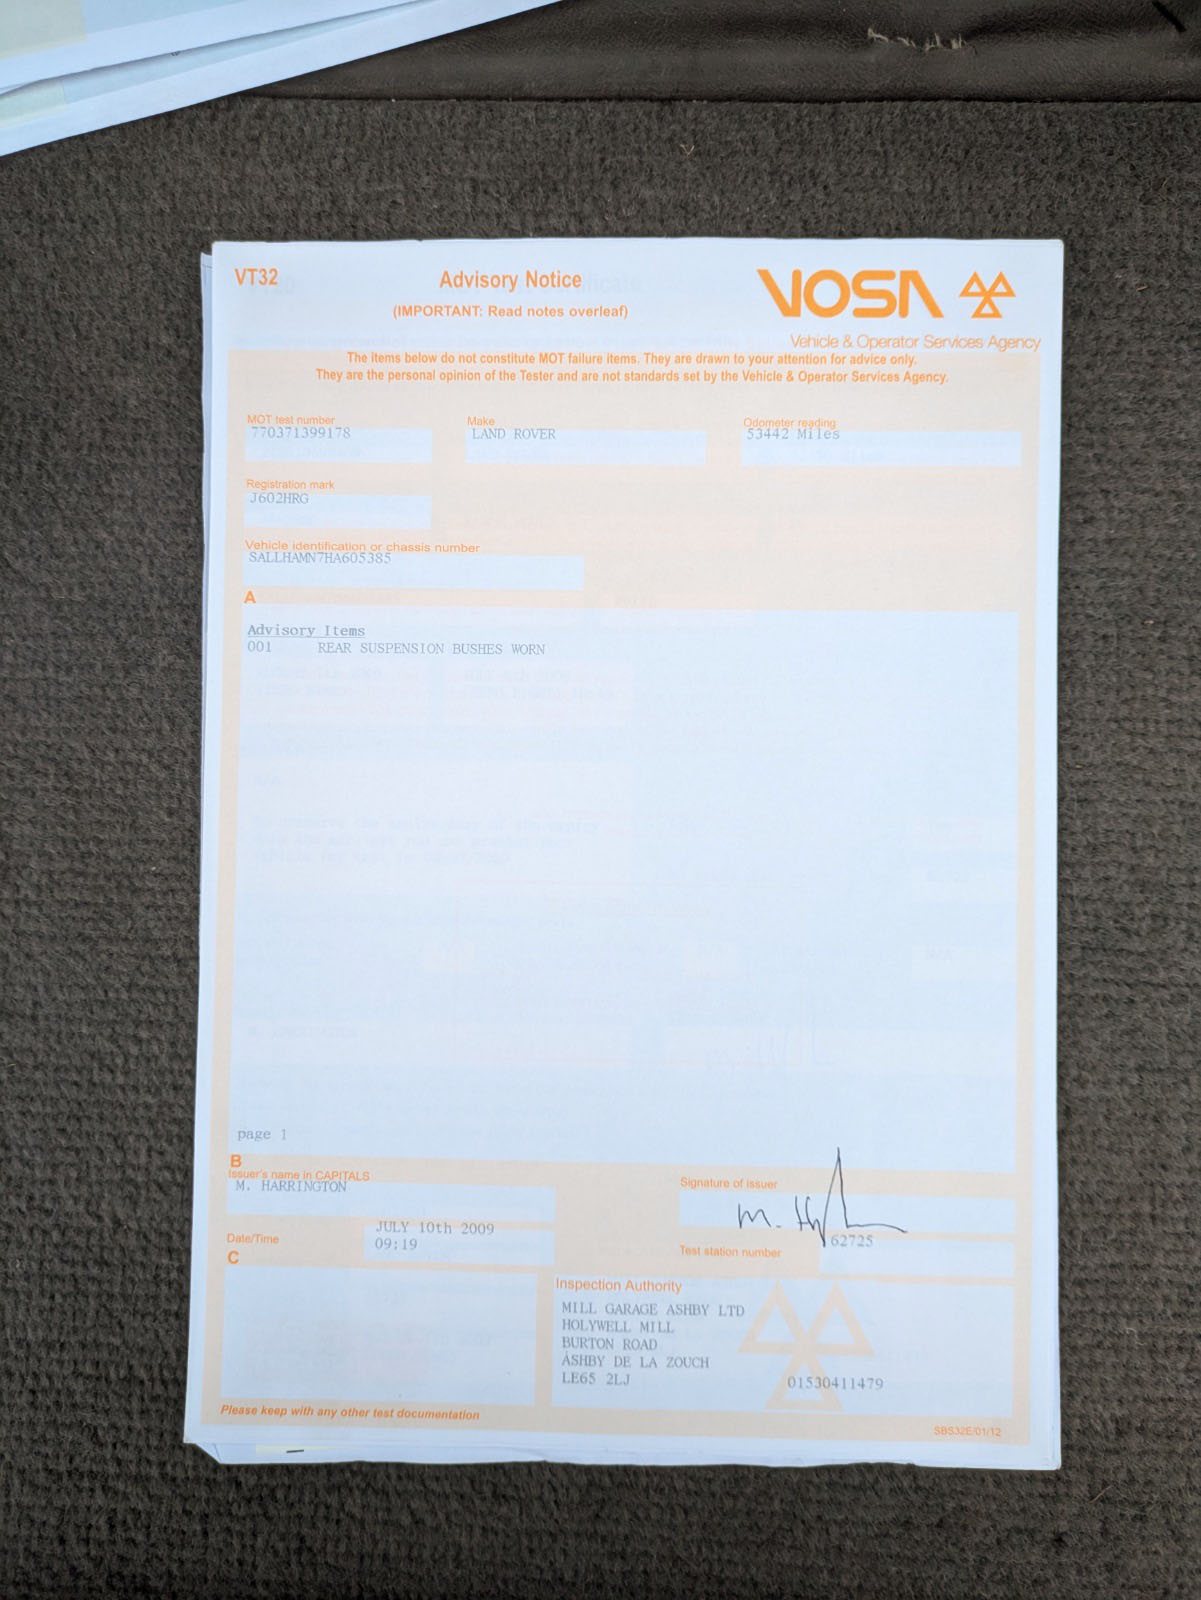 VT32
Advisory Notice
(IMPORTANT: Read notes overleaf)
VOSA
Vehicle & Operator Services Agency
The items below do not constitute MOT failure items. They are drawn to your attention for advice only.
They are the personal opinion of the Tester and are not standards set by the Vehicle & Operator Services Agency.
MOT test number
770371399178
Make
LAND ROVER
Odometer reading
53442 Miles
Registration mark
J602HRG
Vehicle identification or chassis number
SALLHAMN7HA605385
A
Advisory Items
001 REAR SUSPENSION BUSHES WORN
page 1
B
Issuer's name in CAPITALS
M. HARRINGTON
Signature of issuer
Date/Time
JULY 10th 2009
09:19
Test station number
62725
C
Inspection Authority
MILL GARAGE ASHBY LTD
HOLYWELL MILL
BURTON ROAD
ASHBY DE LA ZOUCH
LE65 2LJ
01530411479
Please keep with any other test documentation
SBS32E/01/12